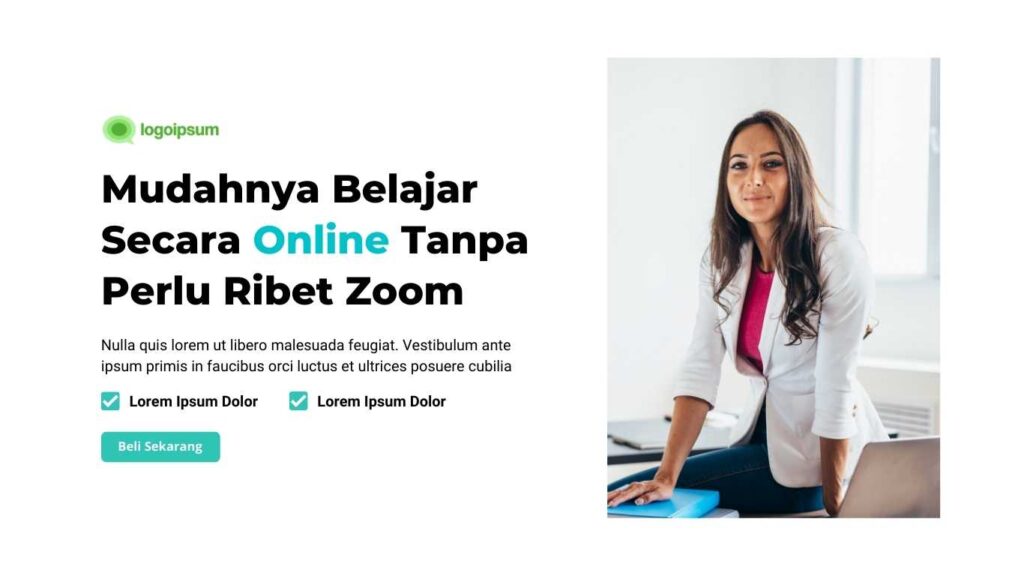 logoipsum
Mudahnya Belajar
Secara Online Tanpa
Perlu Ribet Zoom
Nulla quis lorem ut libero malesuada feugiat. Vestibulum ante
ipsum primis in faucibus orci luctus et ultrices posuere cubilia
Lorem Ipsum Dolor Lorem Ipsum Dolor
Beli Sekarang